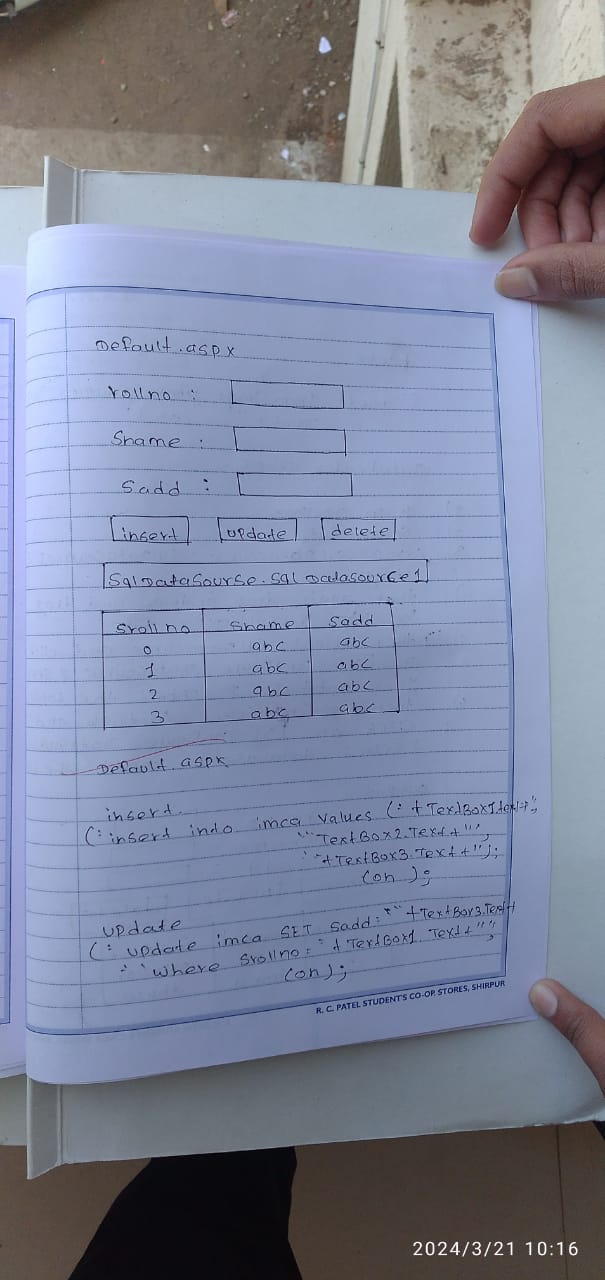 Default.aspx
rollno :
Sname :
Sadd :
insert update delete
SqlDataSourse.sqlDatasource1
Srollno Sname Sadd
0 abc abc
1 abc abc
2 abc abc
3 abc abc
Default.aspx
insert.
(: insert indo imca values (: + TextBox1.text+";
"TextBox2.Text+"';
'+TextBox3.Text+");
con);
update
(: update imca SET Sadd: "+TextBox3.Text+
"where Srollno= '+TextBox1.Text+"";
con);
R. C. PATEL STUDENT'S CO-OP. STORES, SHIRPUR
2024/3/21 10:16